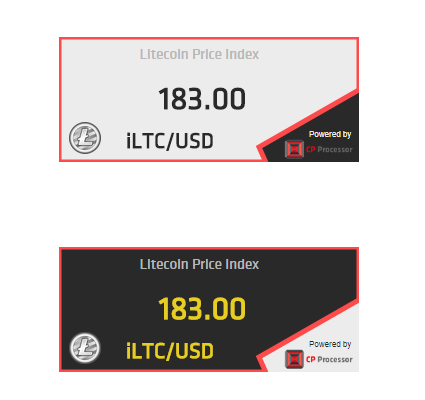 Litecoin Price Index
183.00
iLTC/USD
Powered by
CP Processor
Litecoin Price Index
183.00
iLTC/USD
Powered by
CP Processor